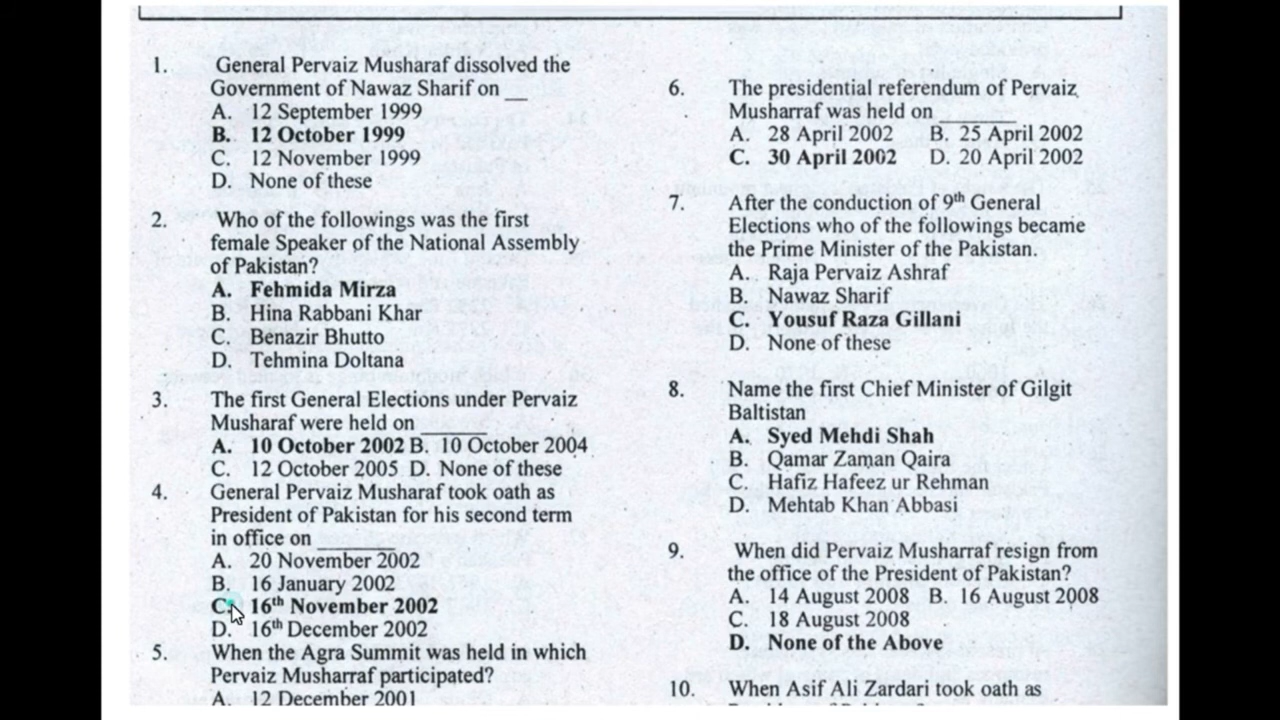 1. General Pervaiz Musharaf dissolved the
Government of Nawaz Sharif on __
A. 12 September 1999
B. 12 October 1999
C. 12 November 1999
D. None of these
2. Who of the followings was the first
female Speaker of the National Assembly
of Pakistan?
A. Fehmida Mirza
B. Hina Rabbani Khar
C. Benazir Bhutto
D. Tehmina Doltana
3. The first General Elections under Pervaiz
Musharaf were held on ______
A. 10 October 2002 B. 10 October 2004
C. 12 October 2005 D. None of these
4. General Pervaiz Musharaf took oath as
President of Pakistan for his second term
in office on _______
A. 20 November 2002
B. 16 January 2002
C. 16th November 2002
D. 16th December 2002
5. When the Agra Summit was held in which
Pervaiz Musharraf participated?
A. 12 December 2001
6. The presidential referendum of Pervaiz
Musharraf was held on _______
A. 28 April 2002 B. 25 April 2002
C. 30 April 2002 D. 20 April 2002
7. After the conduction of 9th General
Elections who of the followings became
the Prime Minister of the Pakistan.
A. Raja Pervaiz Ashraf
B. Nawaz Sharif
C. Yousuf Raza Gillani
D. None of these
8. Name the first Chief Minister of Gilgit
Baltistan
A. Syed Mehdi Shah
B. Qamar Zaman Qaira
C. Hafiz Hafeez ur Rehman
D. Mehtab Khan Abbasi
9. When did Pervaiz Musharraf resign from
the office of the President of Pakistan?
A. 14 August 2008 B. 16 August 2008
C. 18 August 2008
D. None of the Above
10. When Asif Ali Zardari took oath as